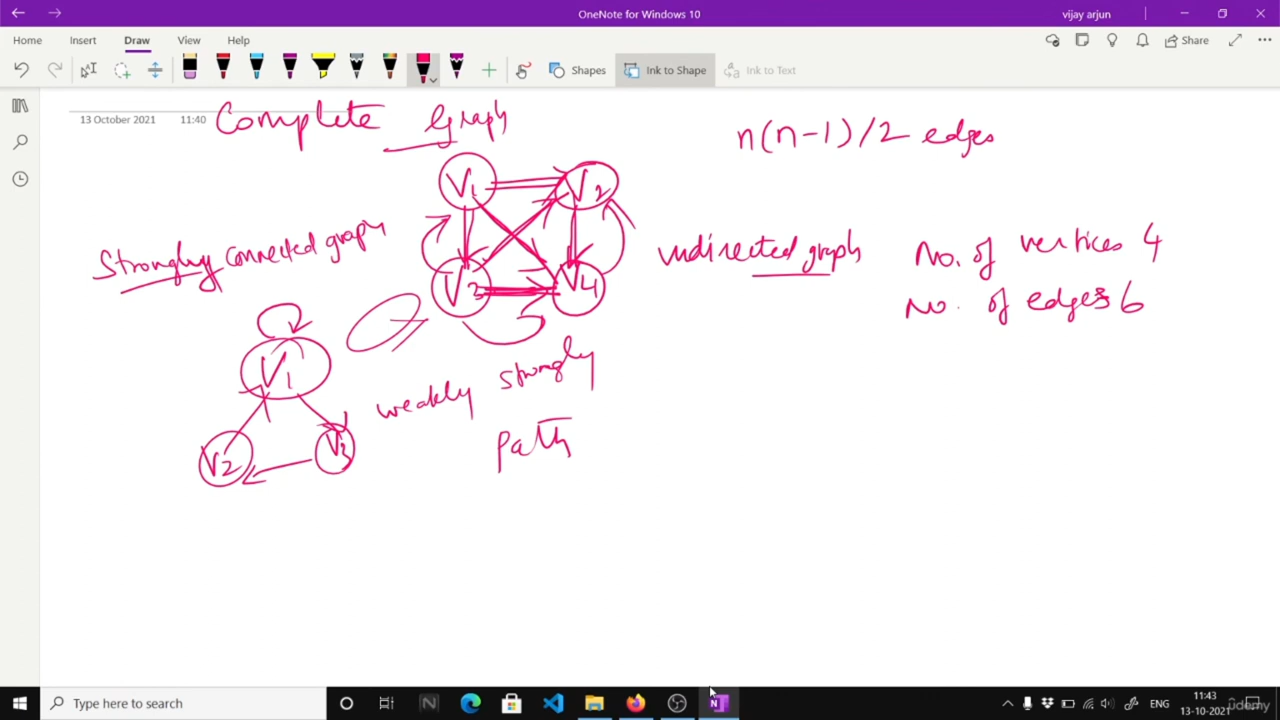 OneNote for Windows 10
vijay arjun
Home Insert Draw View Help
Share
Shapes
Ink to Shape
Ink to Text
13 October 2021 11:40
Complete Graph
n(n-1)/2 edges
V1 V2
V3 V4
Strongly connected graph
undirected graph
No. of vertices 4
No. of edges 6
V1
V2 V3
weakly strongly
path
Type here to search
ENG
11:43
13-10-2021
udemy